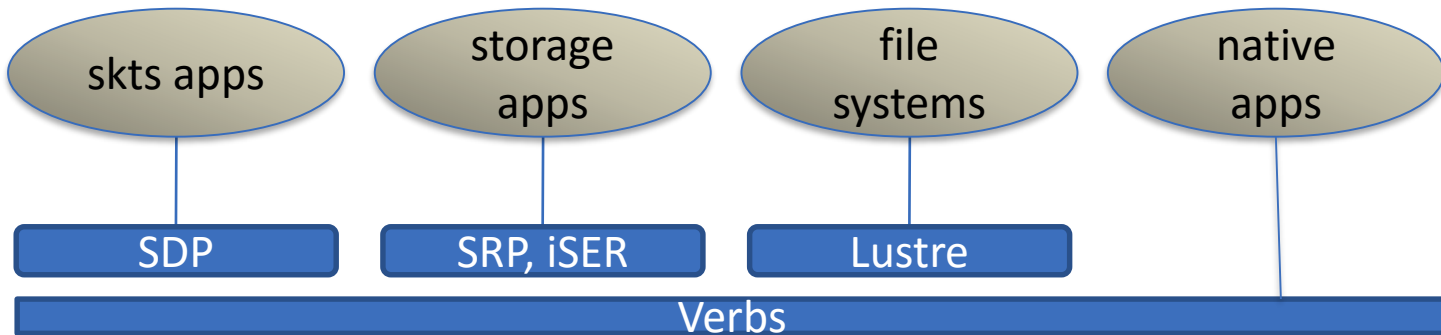 skts apps
storage
apps
file
systems
native
apps
SDP
SRP, iSER
Lustre
Verbs